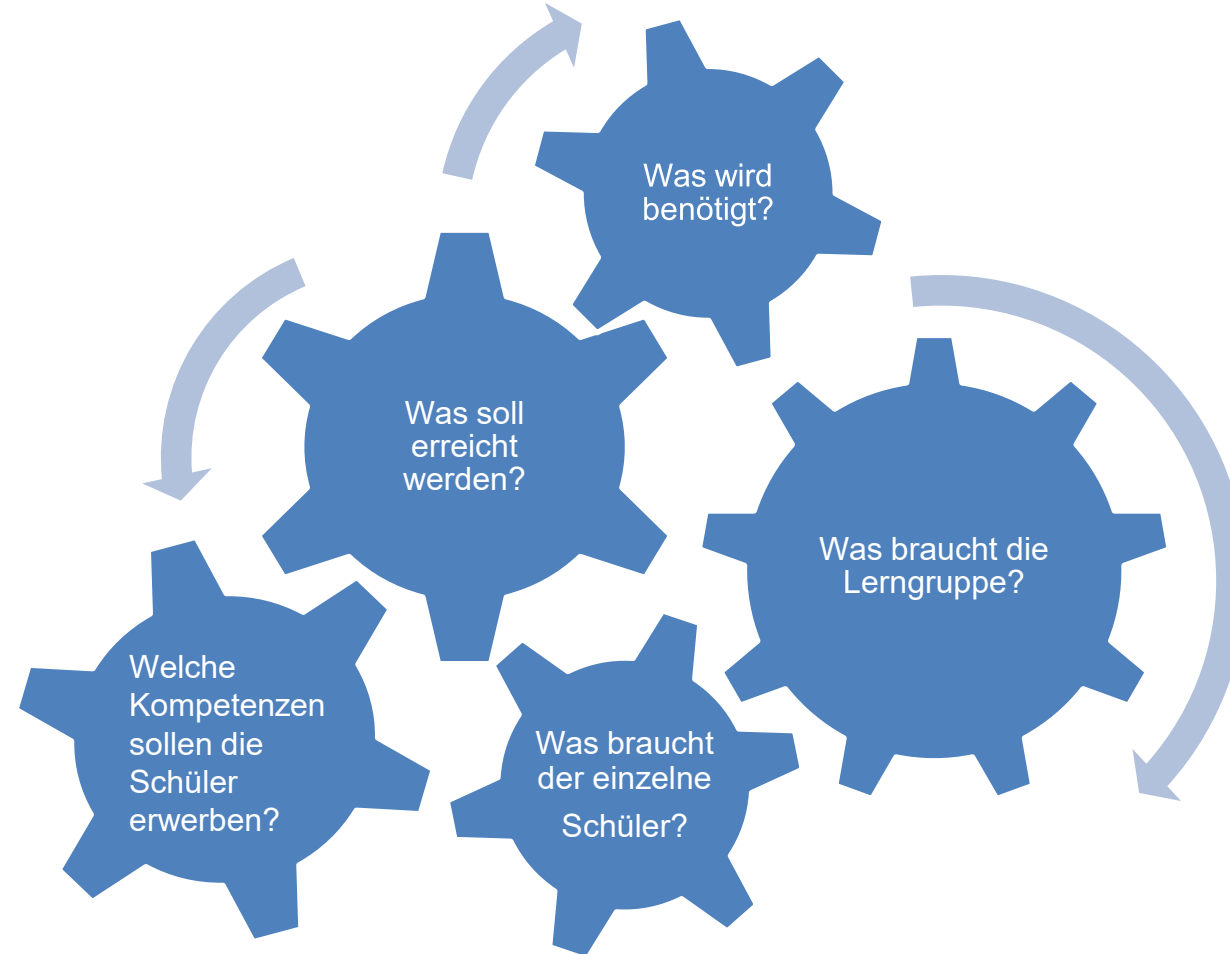 Was wird
benötigt?
Was soll
erreicht
werden?
Was braucht die
Lerngruppe?
Welche
Kompetenzen
sollen die
Schüler
erwerben?
Was braucht
der einzelne
Schüler?